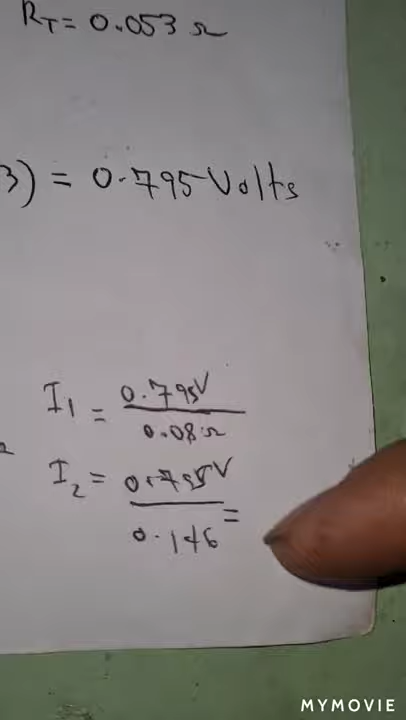 RT = 0.053 Ω
3) = 0.795 Volts
I1 = 0.795V
0.08 Ω
I2 = 0.795V
0.146 =
MYMOVIE